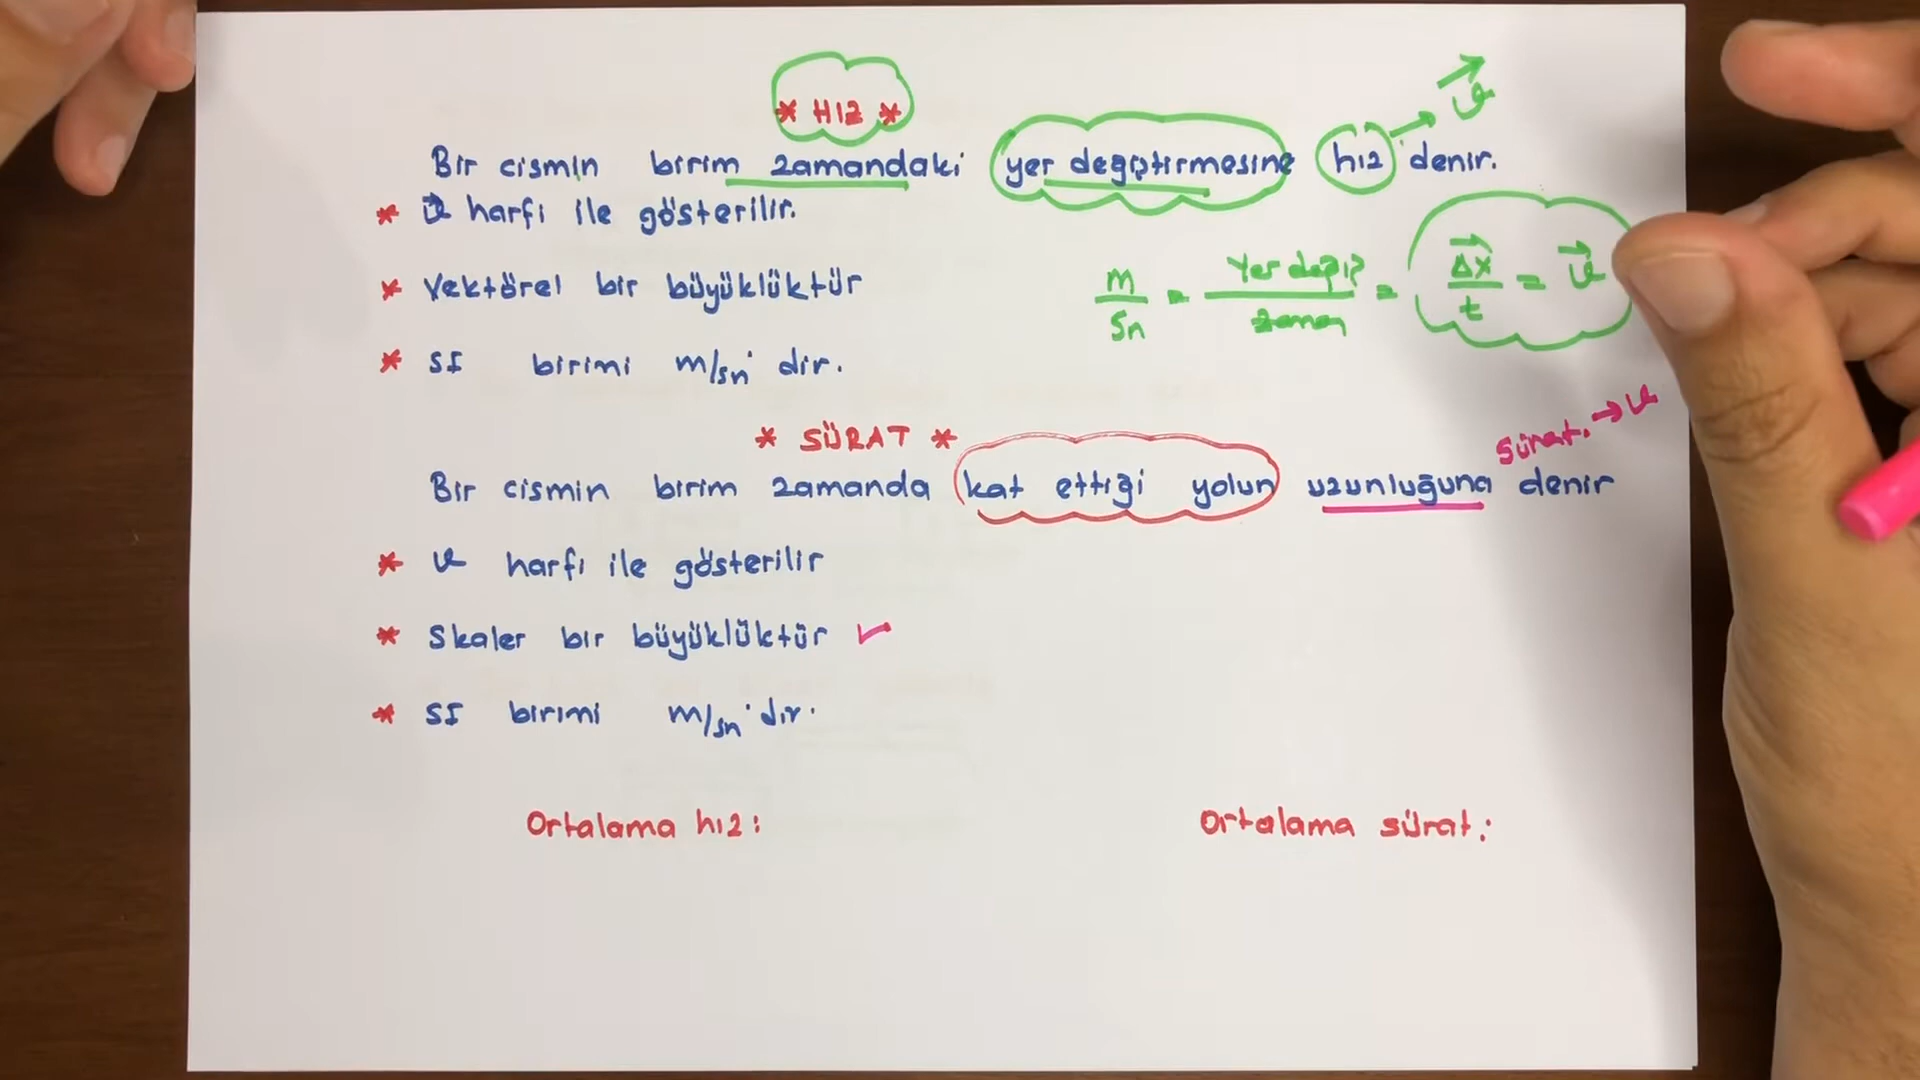 * HIZ *
Bir cismin birim zamandaki yer değiştirmesine hız denir. → v⃗
* v⃗ harfi ile gösterilir.
* Vektörel bir büyüklüktür
m/sn = Yer değiş/zaman = Δx⃗/t = v⃗
* SI birimi m/sn' dir.
* SÜRAT *
sürat. → v
Bir cismin birim zamanda kat ettiği yolun uzunluğuna denir
* v harfi ile gösterilir
* Skaler bir büyüklüktür ✓
* SI birimi m/sn' dir.
Ortalama hız: Ortalama sürat: